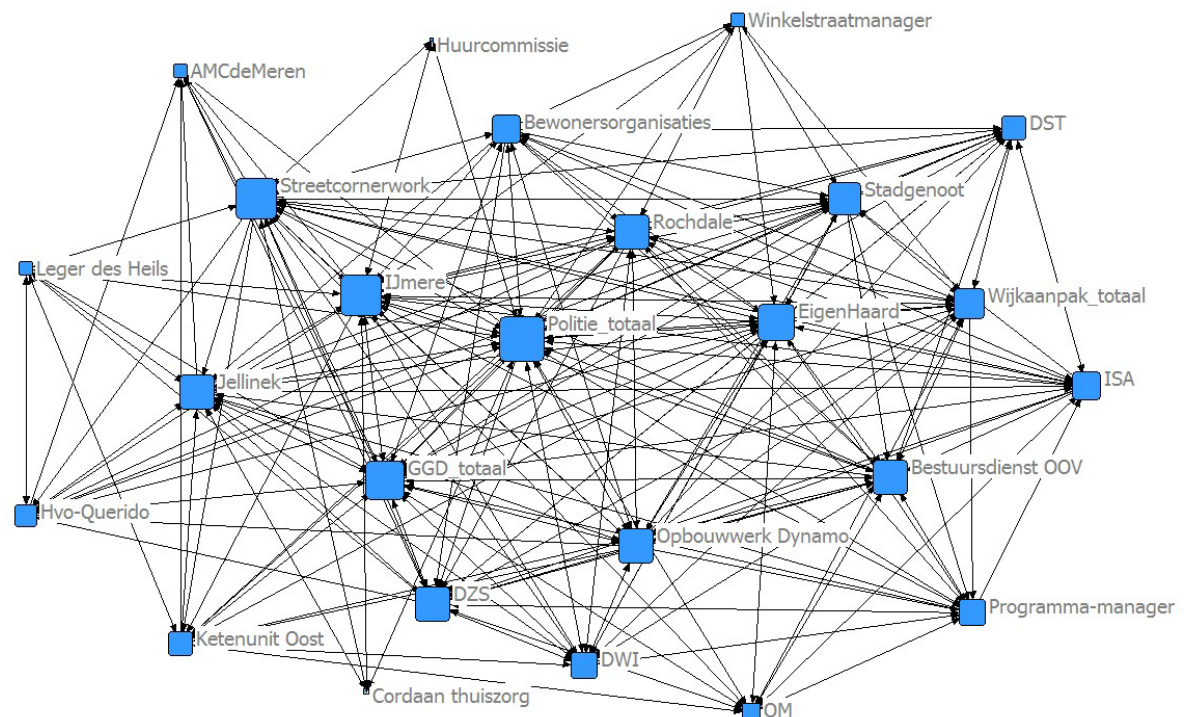 Winkelstraatmanager
Huurcommissie
AMCdeMeren
Bewonersorganisaties
DST
Streetcornerwork
Stadgenoot
Rochdale
Leger des Heils
IJmere
Wijkaanpak_totaal
EigenHaard
Politie_totaal
Jellinek
ISA
GGD_totaal
Bestuursdienst OOV
Hvo-Querido
Opbouwwerk Dynamo
DZS
Programma-manager
Ketenunit Oost
DWI
Cordaan thuiszorg
OM